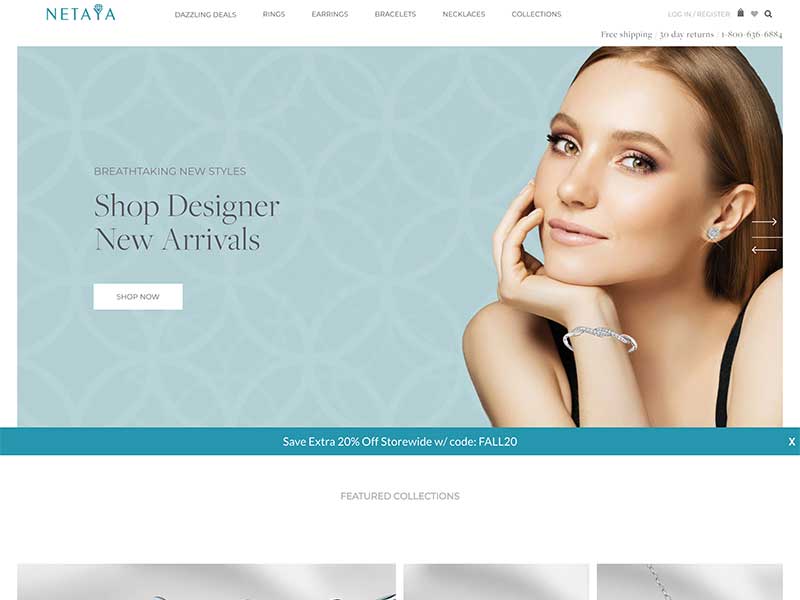 NETAYA
DAZZLING DEALS
RINGS
EARRINGS
BRACELETS
NECKLACES
COLLECTIONS
LOG IN / REGISTER
Free shipping / 30 day returns / 1-800-636-6884
BREATHTAKING NEW STYLES
Shop Designer
New Arrivals
SHOP NOW
Save Extra 20% Off Storewide w/ code: FALL20
X
FEATURED COLLECTIONS